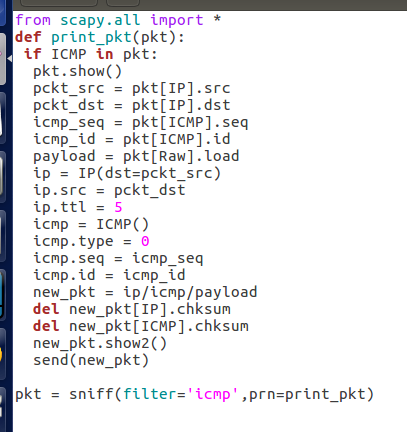 from scapy.all import *
def print_pkt(pkt):
 if ICMP in pkt:
  pkt.show()
  pckt_src = pkt[IP].src
  pckt_dst = pkt[IP].dst
  icmp_seq = pkt[ICMP].seq
  icmp_id = pkt[ICMP].id
  payload = pkt[Raw].load
  ip = IP(dst=pckt_src)
  ip.src = pckt_dst
  ip.ttl = 5
  icmp = ICMP()
  icmp.type = 0
  icmp.seq = icmp_seq
  icmp.id = icmp_id
  new_pkt = ip/icmp/payload
  del new_pkt[IP].chksum
  del new_pkt[ICMP].chksum
  new_pkt.show2()
  send(new_pkt)

pkt = sniff(filter='icmp',prn=print_pkt)